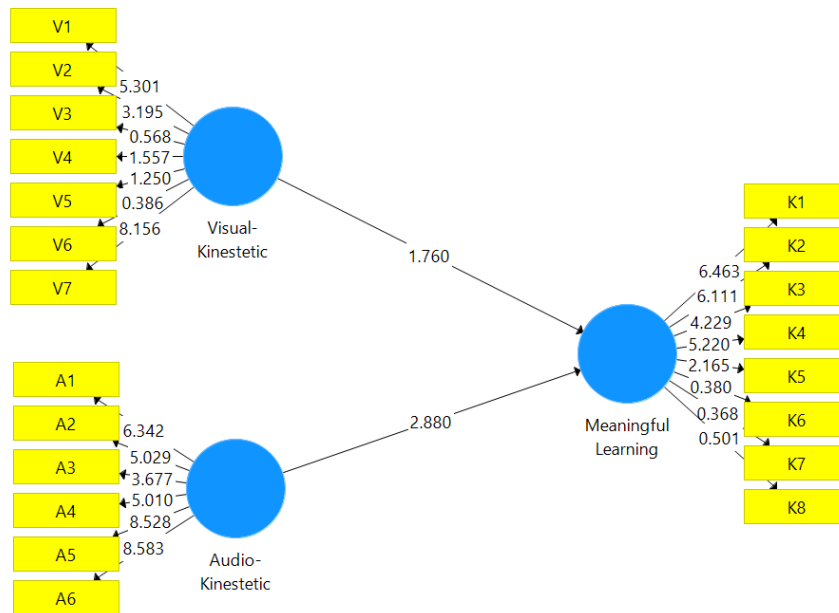 V1
V2
V3
V4
V5
V6
V7
5.301
3.195
0.568
1.557
1.250
0.386
8.156
Visual-
Kinestetic
1.760
A1
A2
A3
A4
A5
A6
6.342
5.029
3.677
5.010
8.528
8.583
Audio-
Kinestetic
2.880
Meaningful
Learning
6.463
6.111
4.229
5.220
2.165
0.380
0.368
0.501
K1
K2
K3
K4
K5
K6
K7
K8